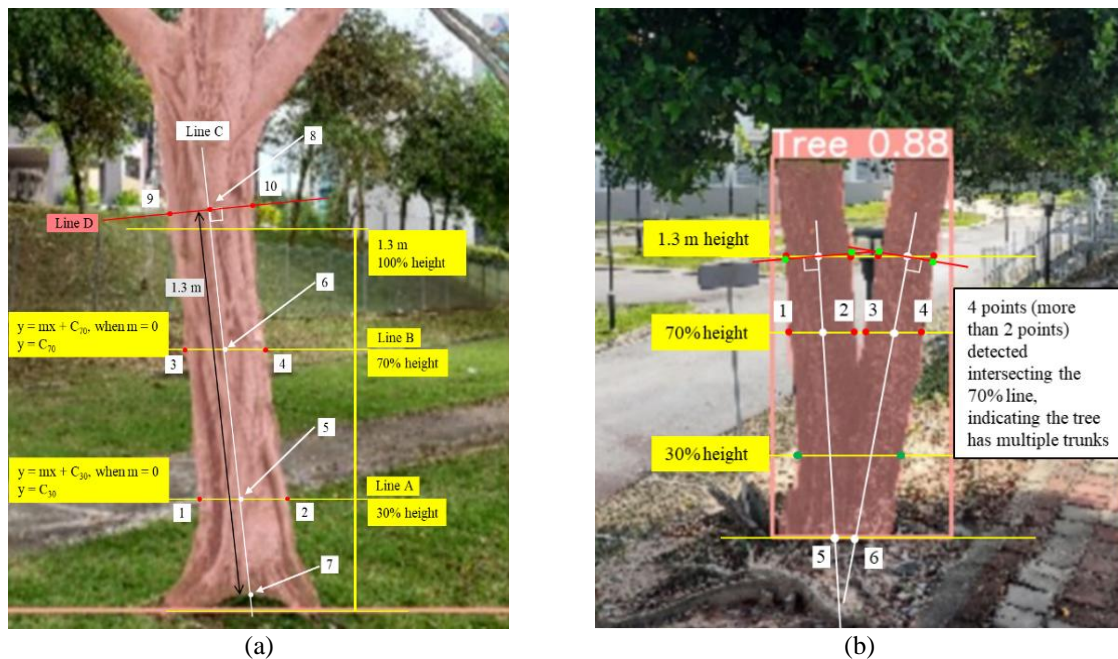 Line C
8
9
10
Line D
1.3 m
100% height
1.3 m
6
y = mx + C₇₀, when m = 0
y = C₇₀
Line B
70% height
3
4
5
y = mx + C₃₀, when m = 0
y = C₃₀
Line A
30% height
1
2
7
(a)
Tree 0.88
1.3 m height
1
2
3
4
70% height
4 points (more
than 2 points)
detected
intersecting the
70% line,
indicating the tree
has multiple trunks
30% height
5
6
(b)